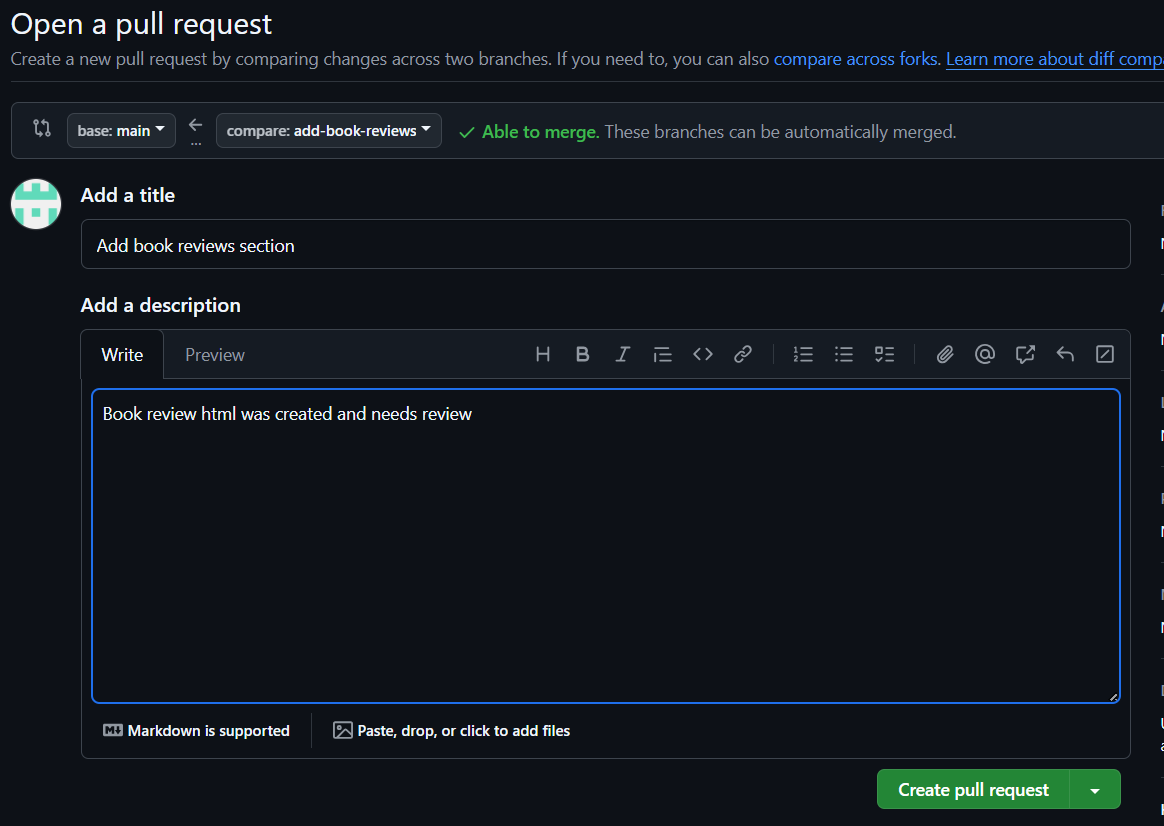 Open a pull request
Create a new pull request by comparing changes across two branches. If you need to, you can also compare across forks. Learn more about diff comp
base: main ← compare: add-book-reviews ✓ Able to merge. These branches can be automatically merged.
...
Add a title
Add book reviews section
Add a description
Write Preview
Book review html was created and needs review
Markdown is supported Paste, drop, or click to add files
Create pull request